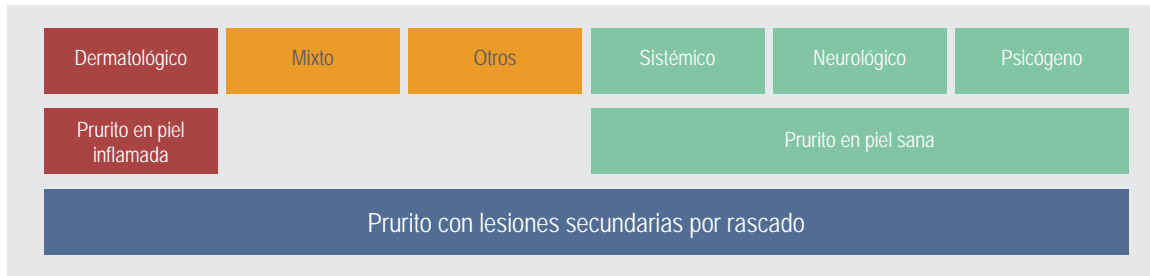 Dermatológico
Mixto
Otros
Sistémico
Neurológico
Psicógeno
Prurito en piel
inflamada
Prurito en piel sana
Prurito con lesiones secundarias por rascado